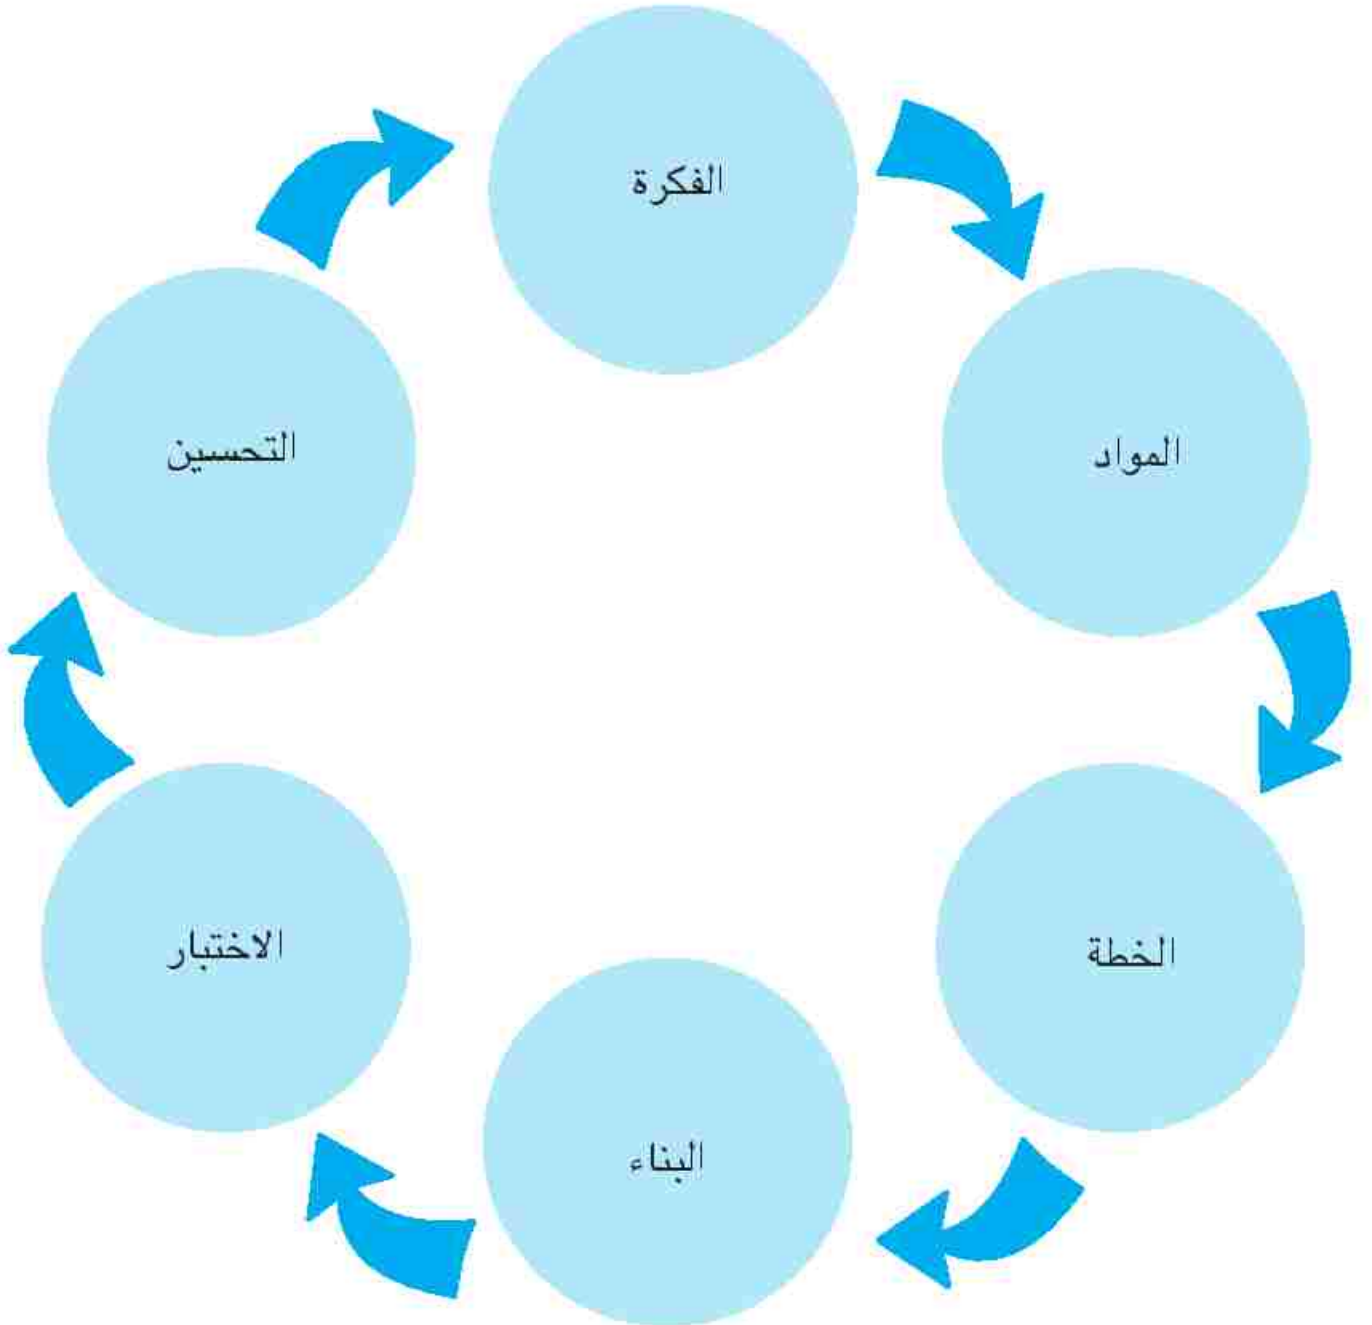 الفكرة
المواد
الخطة
البناء
الاختبار
التحسين